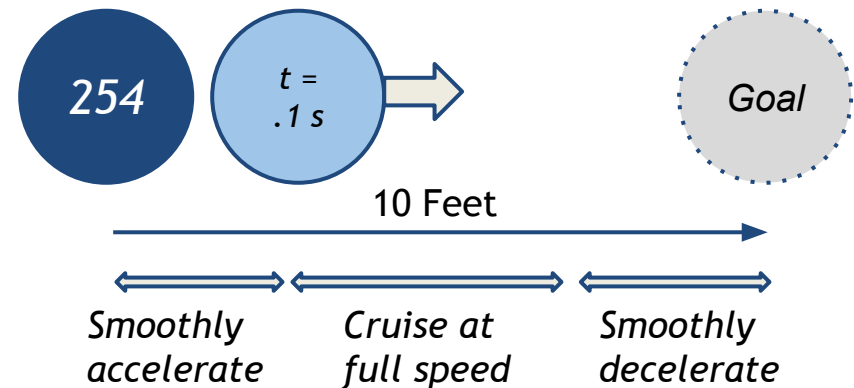 254
t =
.1 s
Goal
10 Feet
Smoothly
accelerate
Cruise at
full speed
Smoothly
decelerate